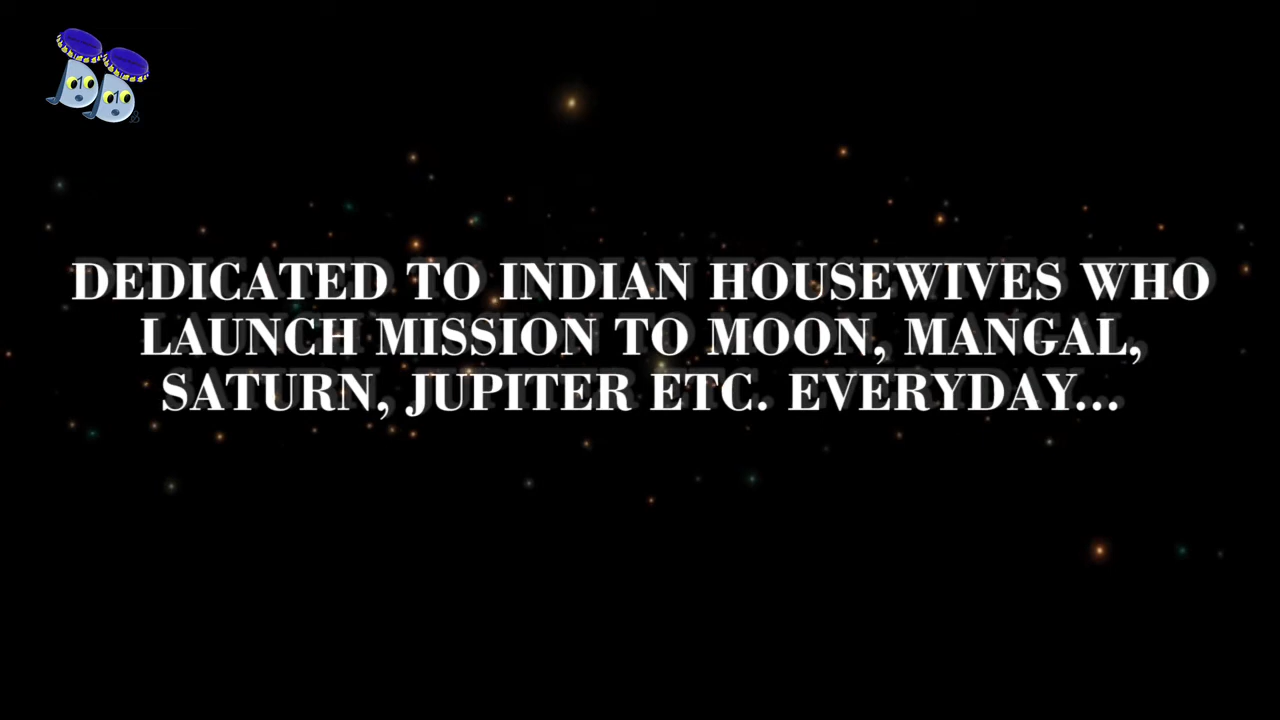 DEDICATED TO INDIAN HOUSEWIVES WHO
LAUNCH MISSION TO MOON, MANGAL,
SATURN, JUPITER ETC. EVERYDAY...